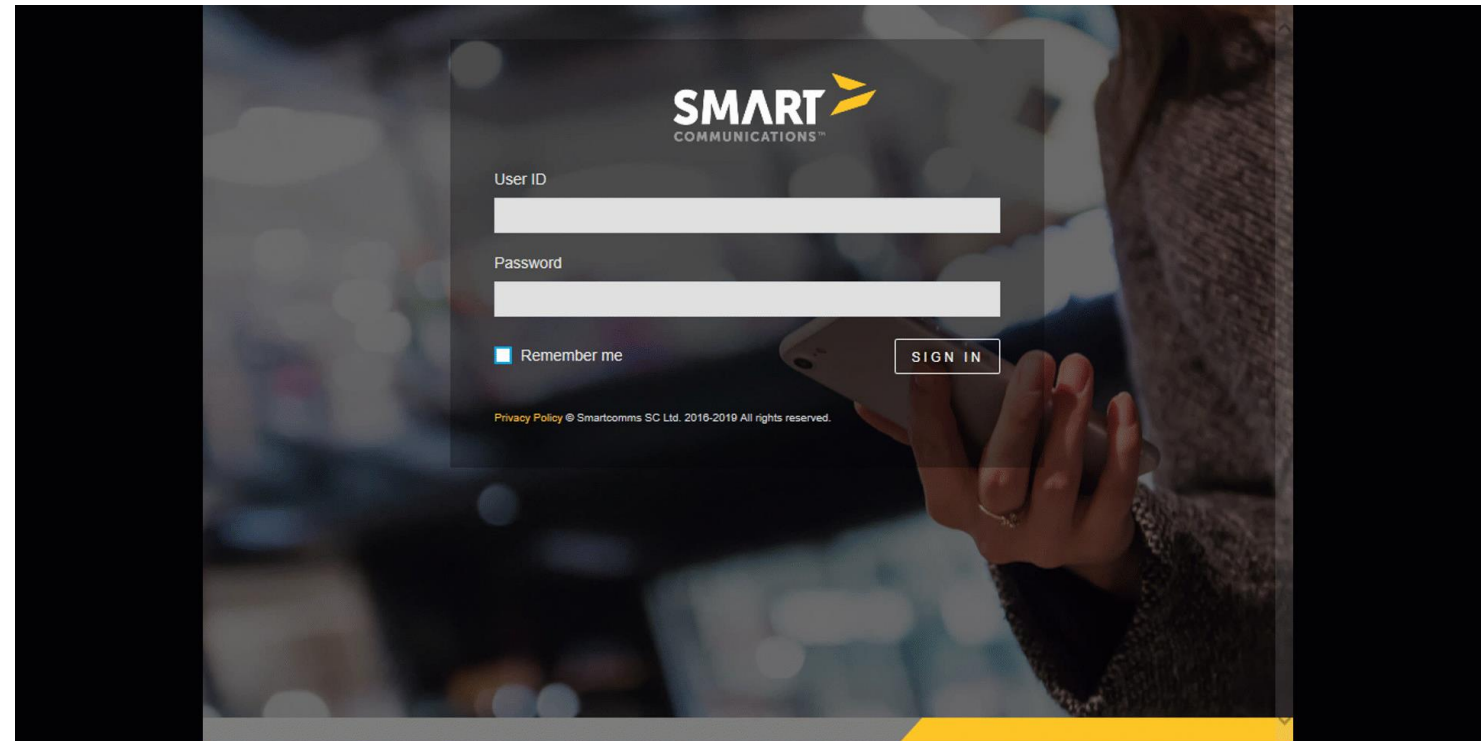 SMART
COMMUNICATIONS™
User ID
Password
Remember me
SIGN IN
Privacy Policy © Smartcomms SC Ltd. 2016-2019 All rights reserved.